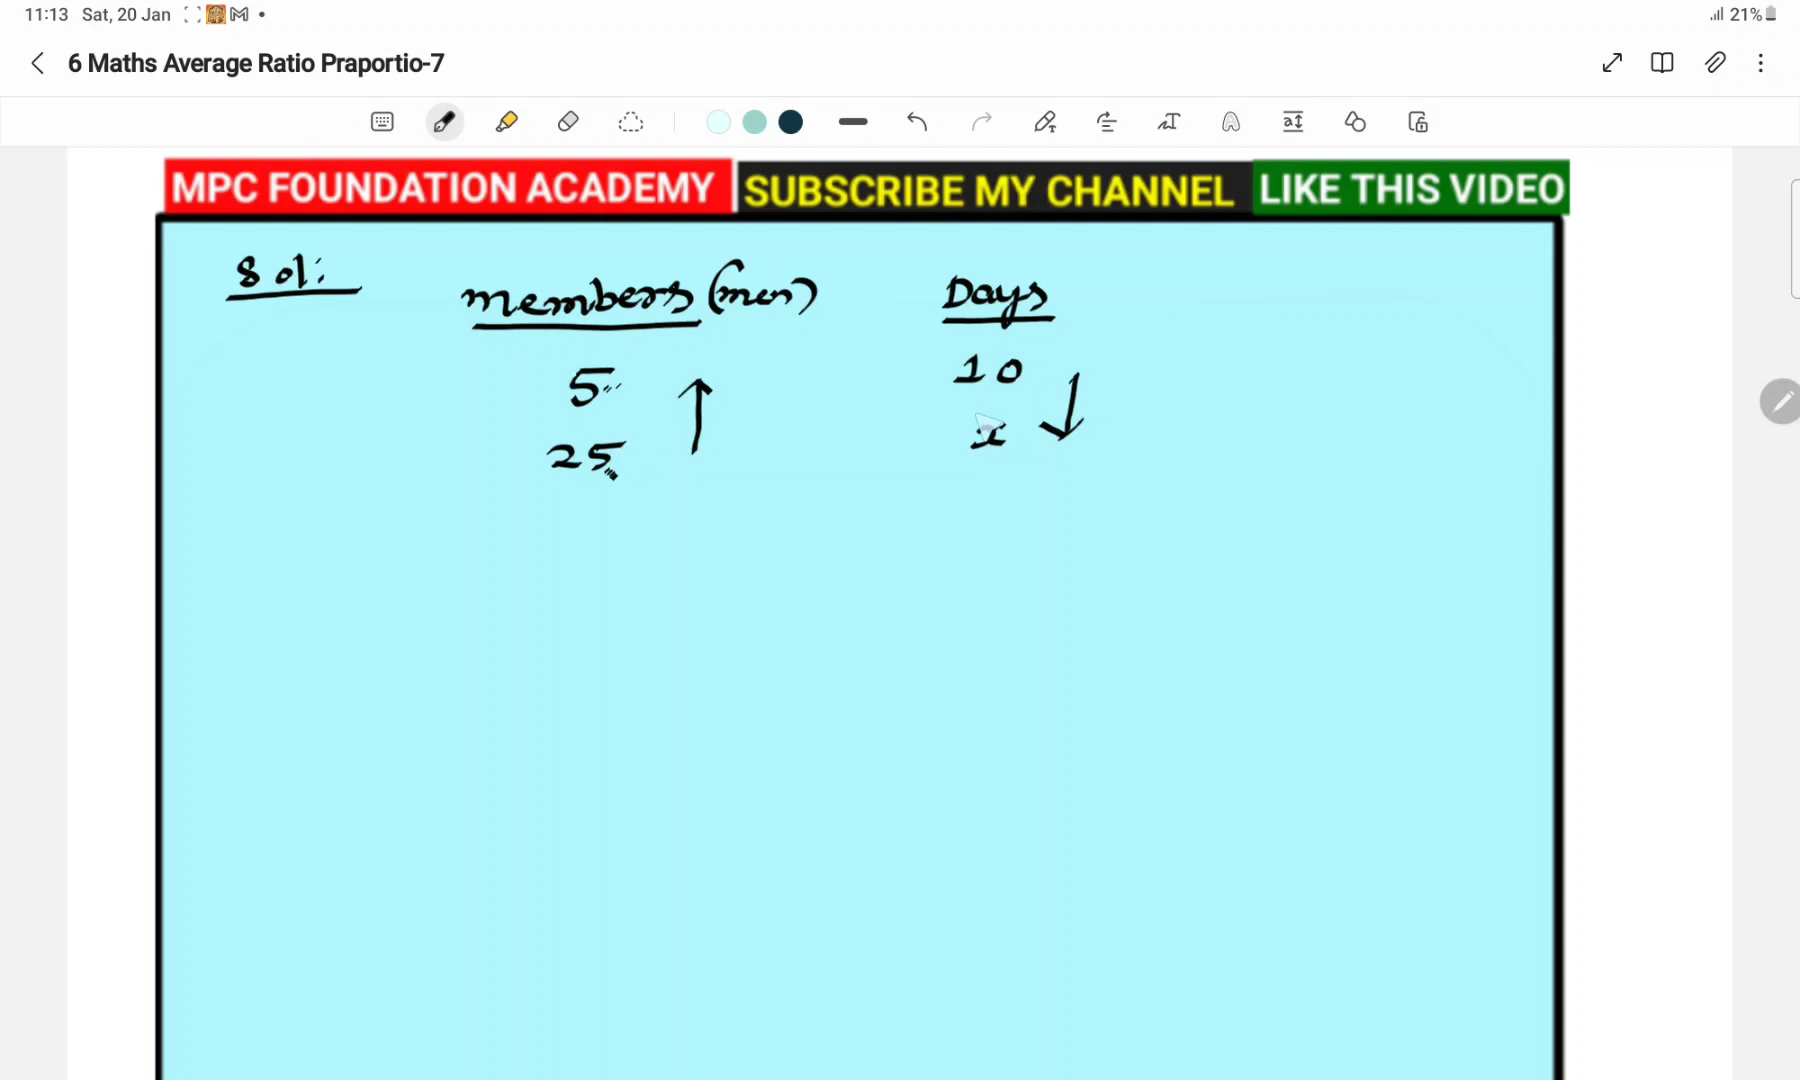 11:13 Sat, 20 Jan 21%
6 Maths Average Ratio Praportio-7
MPC FOUNDATION ACADEMY SUBSCRIBE MY CHANNEL LIKE THIS VIDEO
Sol:
members (men) Days
5 10
25 x